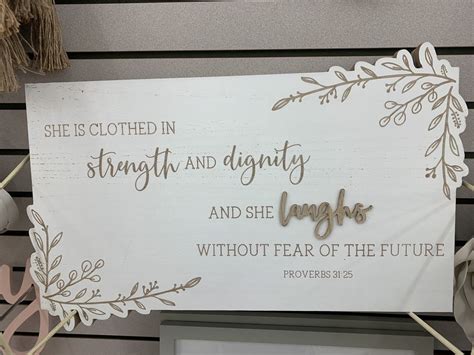 SHE IS CLOTHED IN
strength AND dignity
AND SHE laughs
WITHOUT FEAR OF THE FUTURE
PROVERBS 31:25
y